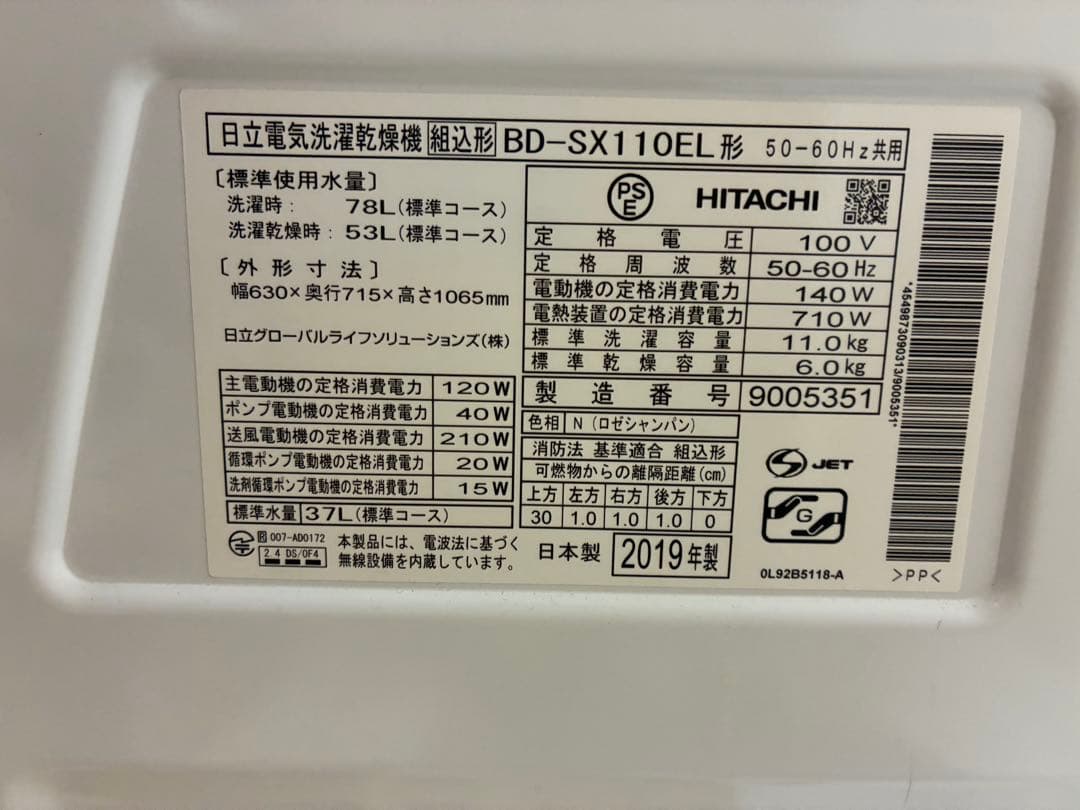 日立電気洗濯乾燥機 組込形 BD-SX110EL形 50-60Hz共用
〔標準使用水量〕
洗濯時: 78L(標準コース)
洗濯乾燥時: 53L(標準コース)
〔外形寸法〕
幅630×奥行715×高さ1065mm
日立グローバルライフソリューションズ(株)
主電動機の定格消費電力 120W
ポンプ電動機の定格消費電力 40W
送風電動機の定格消費電力 210W
循環ポンプ電動機の定格消費電力 20W
洗剤循環ポンプ電動機の定格消費電力 15W
標準水量 37L(標準コース)
R 007-AD0172
2.4 DS/OF4
本製品には、電波法に基づく
無線設備を内蔵しています。
PSE HITACHI
定格電圧 100V
定格周波数 50-60Hz
電動機の定格消費電力 140W
電熱装置の定格消費電力 710W
標準洗濯容量 11.0kg
標準乾燥容量 6.0kg
製造番号 9005351
色相 N(ロゼシャンパン)
消防法 基準適合 組込形
可燃物からの離隔距離(cm)
上方 左方 右方 後方 下方
30 1.0 1.0 1.0 0
日本製 2019年製
S JET
G
0L92B5118-A
>PP<
*4549873090313/9005351*